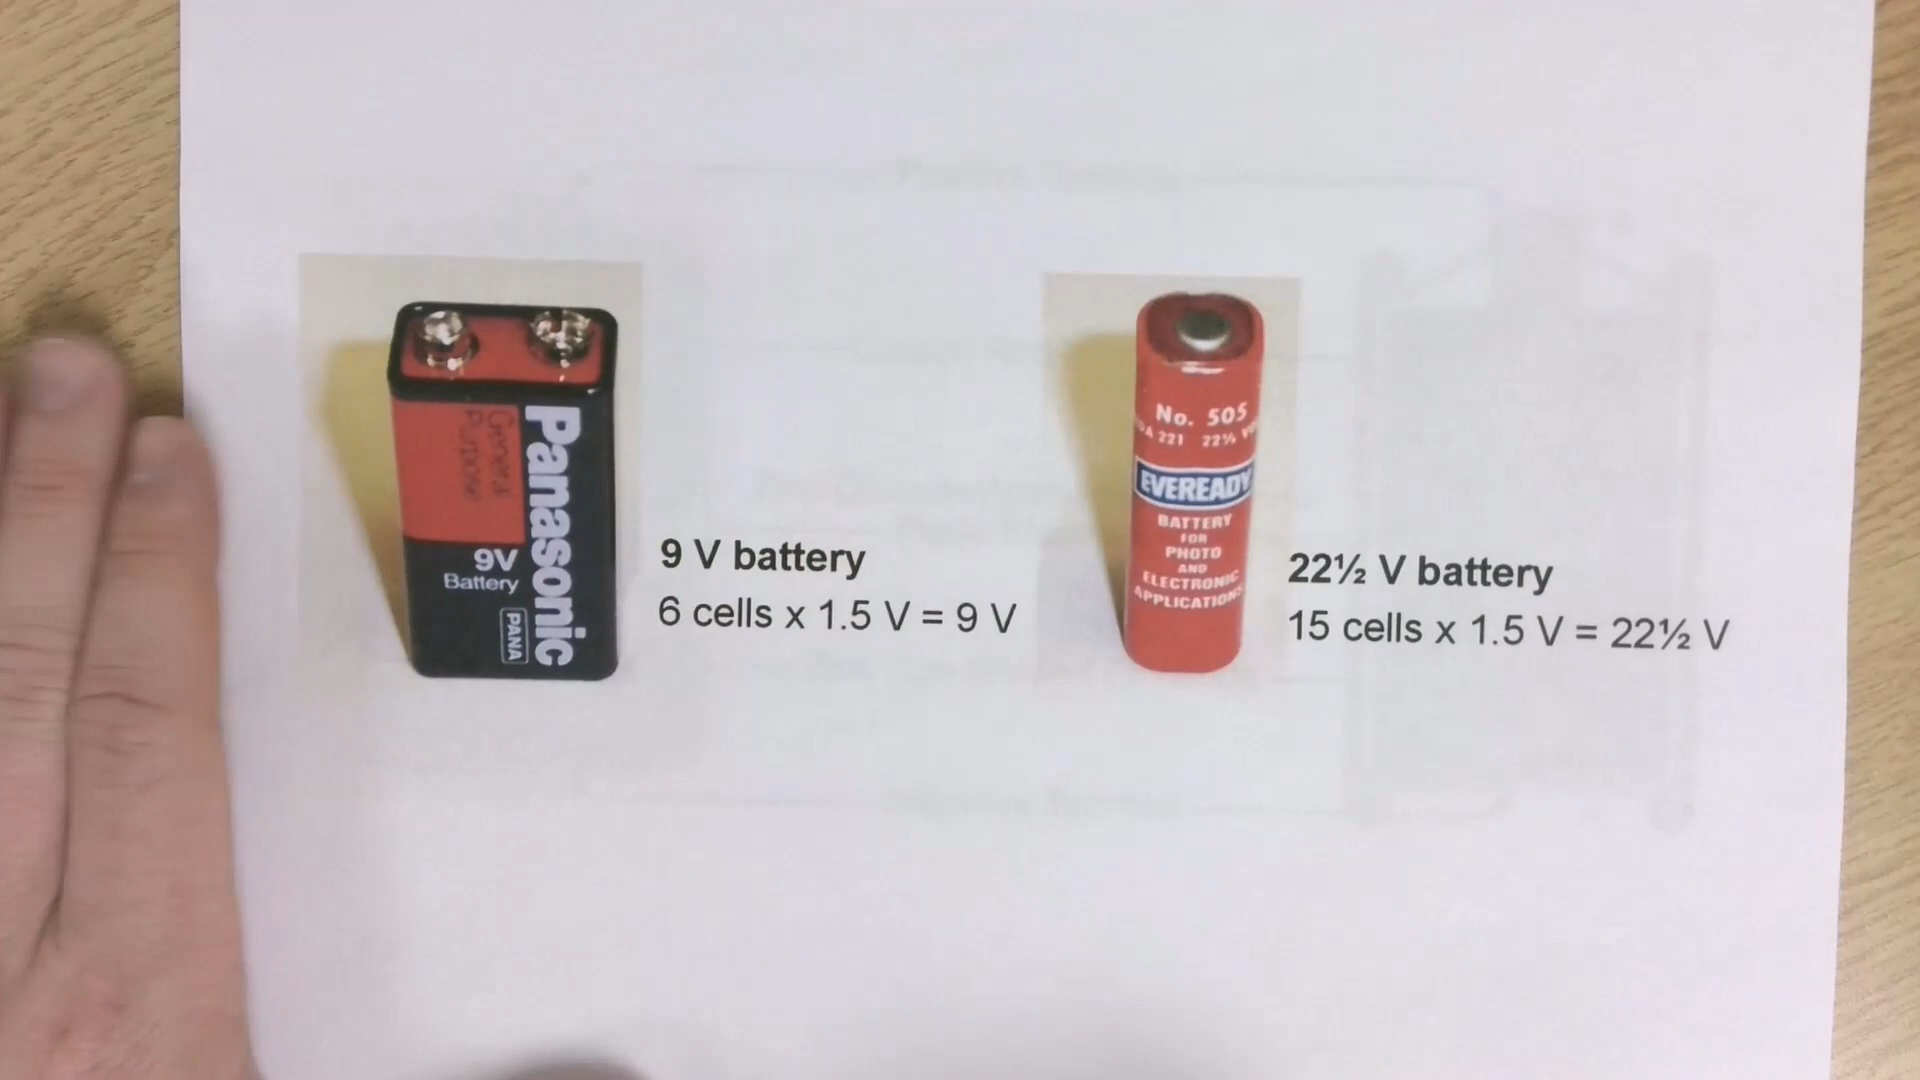 Panasonic
General
Purpose
9V
Battery
PANA
9 V battery
6 cells x 1.5 V = 9 V
No. 505
221 22½
EVEREADY
BATTERY
FOR
PHOTO
AND
ELECTRONIC
APPLICATIONS
22½ V battery
15 cells x 1.5 V = 22½ V